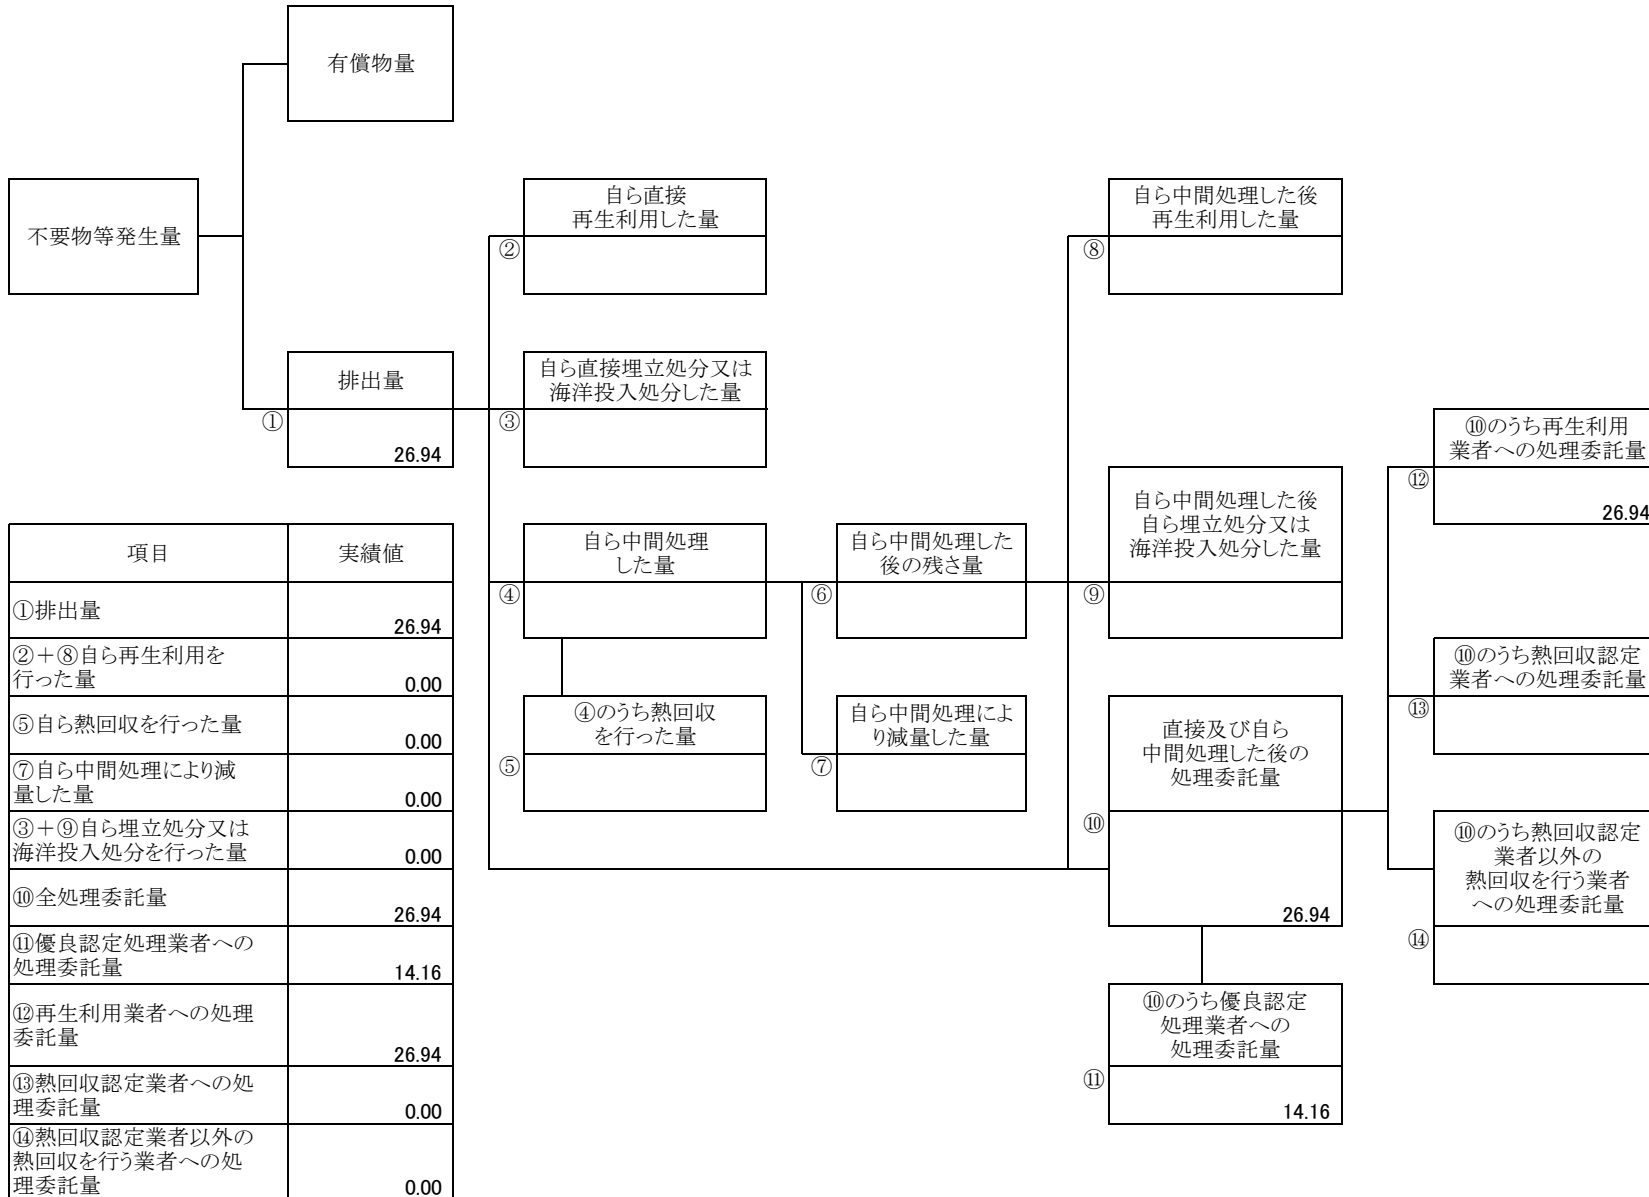 有償物量
不要物等発生量
自ら直接
再生利用した量
②
自ら中間処理した後
再生利用した量
⑧
排出量
①
26.94
自ら直接埋立処分又は
海洋投入処分した量
③
⑩のうち再生利用
業者への処理委託量
⑫
26.94
自ら中間処理
した量
④
自ら中間処理した
後の残さ量
⑥
自ら中間処理した後
自ら埋立処分又は
海洋投入処分した量
⑨
⑩のうち熱回収認定
業者への処理委託量
⑬
④のうち熱回収
を行った量
⑤
自ら中間処理によ
り減量した量
⑦
直接及び自ら
中間処理した後の
処理委託量
⑩
26.94
⑩のうち熱回収認定
業者以外の
熱回収を行う業者
への処理委託量
⑭
⑩のうち優良認定
処理業者への
処理委託量
⑪
14.16
項目 実績値
①排出量
26.94
②＋⑧自ら再生利用を
行った量
0.00
⑤自ら熱回収を行った量
0.00
⑦自ら中間処理により減
量した量
0.00
③＋⑨自ら埋立処分又は
海洋投入処分を行った量
0.00
⑩全処理委託量
26.94
⑪優良認定処理業者への
処理委託量
14.16
⑫再生利用業者への処理
委託量
26.94
⑬熱回収認定業者への処
理委託量
0.00
⑭熱回収認定業者以外の
熱回収を行う業者への処
理委託量
0.00